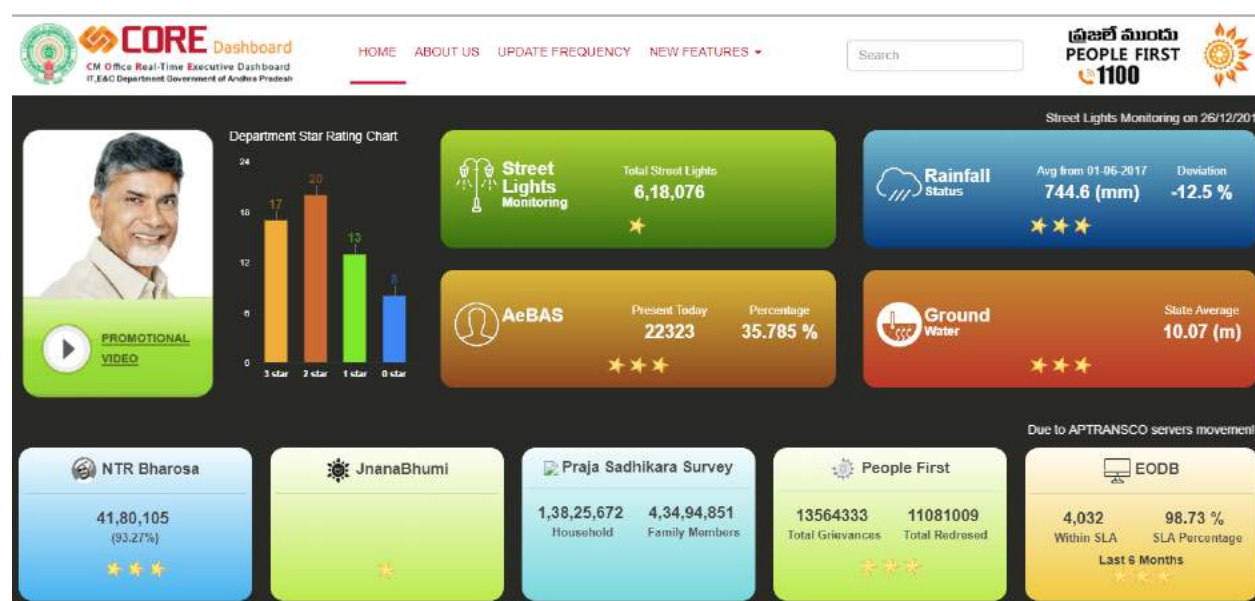 CORE Dashboard
CM Office Real-Time Executive Dashboard
IT,E&C Department Government of Andhra Pradesh
HOME ABOUT US UPDATE FREQUENCY NEW FEATURES
Search
ప్రజలే ముందు
PEOPLE FIRST
1100
Street Lights Monitoring on 26/12/201
PROMOTIONAL
VIDEO
Department Star Rating Chart
24
18
12
6
0
17
20
13
8
3 star 2 star 1 star 0 star
Street
Lights
Monitoring
Total Street Lights
6,18,076
Rainfall
Status
Avg from 01-06-2017 Deviation
744.6 (mm) -12.5 %
AeBAS
Present Today Percentage
22323 35.785 %
Ground
Water
State Average
10.07 (m)
Due to APTRANSCO servers movement
NTR Bharosa
41,80,105
(93.27%)
JnanaBhumi
Praja Sadhikara Survey
1,38,25,672 4,34,94,851
Household Family Members
People First
13564333 11081009
Total Grievances Total Redresed
EODB
4,032 98.73 %
Within SLA SLA Percentage
Last 6 Months